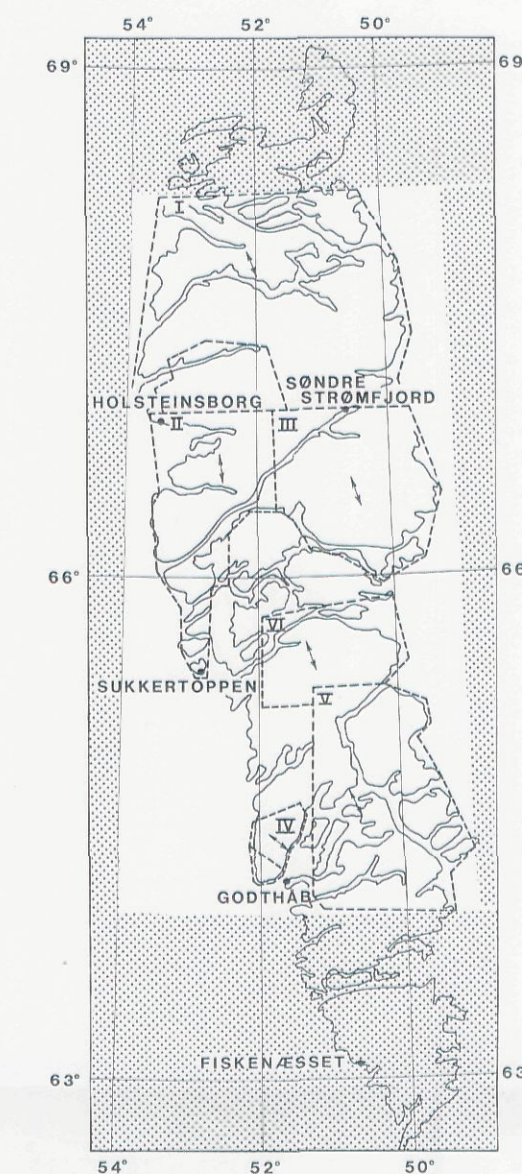 54° 52° 50°
69° 69
I
SØNDRE
HOLSTEINSBORG STRØMFJORD
II III
66° 66
VI
SUKKERTOPPEN
V
IV
GODTHÅB
FISKENÆSSET
63° 63
54° 52° 50°